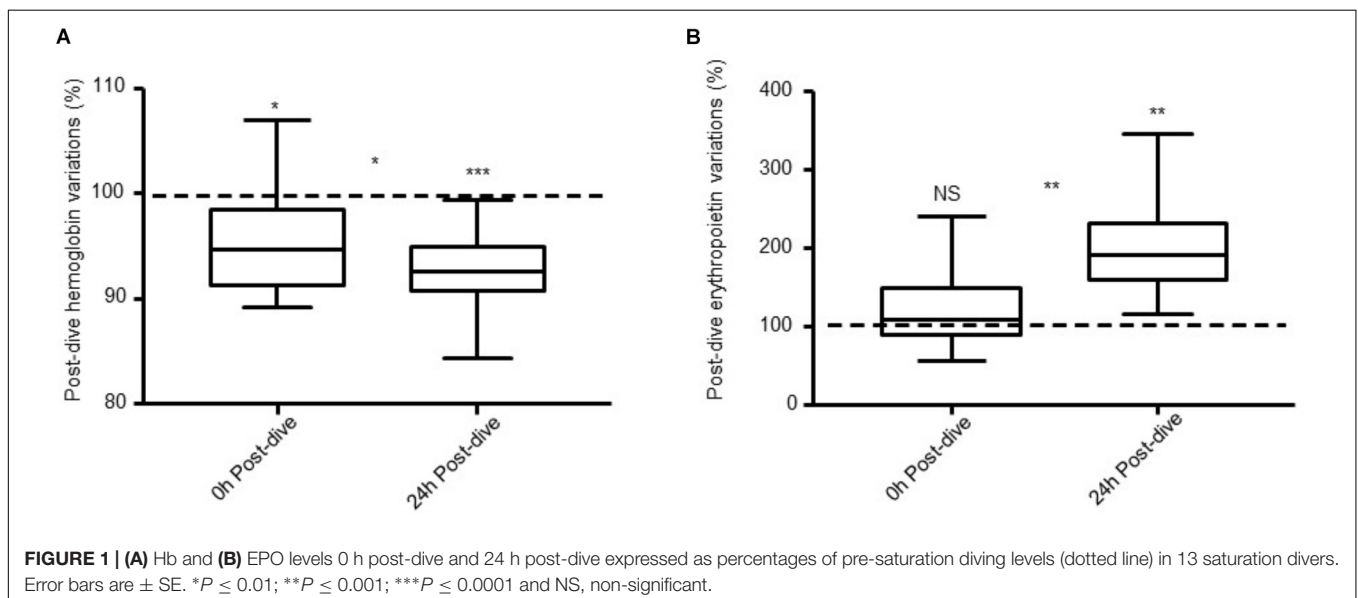 A
Post-dive hemoglobin variations (%)
110
100
90
80
*
*
***
0h Post-dive
24h Post-dive
B
Post-dive erythropoietin variations (%)
400
300
200
100
0
NS
**
**
0h Post-dive
24h Post-dive
FIGURE 1 | (A) Hb and (B) EPO levels 0 h post-dive and 24 h post-dive expressed as percentages of pre-saturation diving levels (dotted line) in 13 saturation divers.
Error bars are ± SE. *P ≤ 0.01; **P ≤ 0.001; ***P ≤ 0.0001 and NS, non-significant.